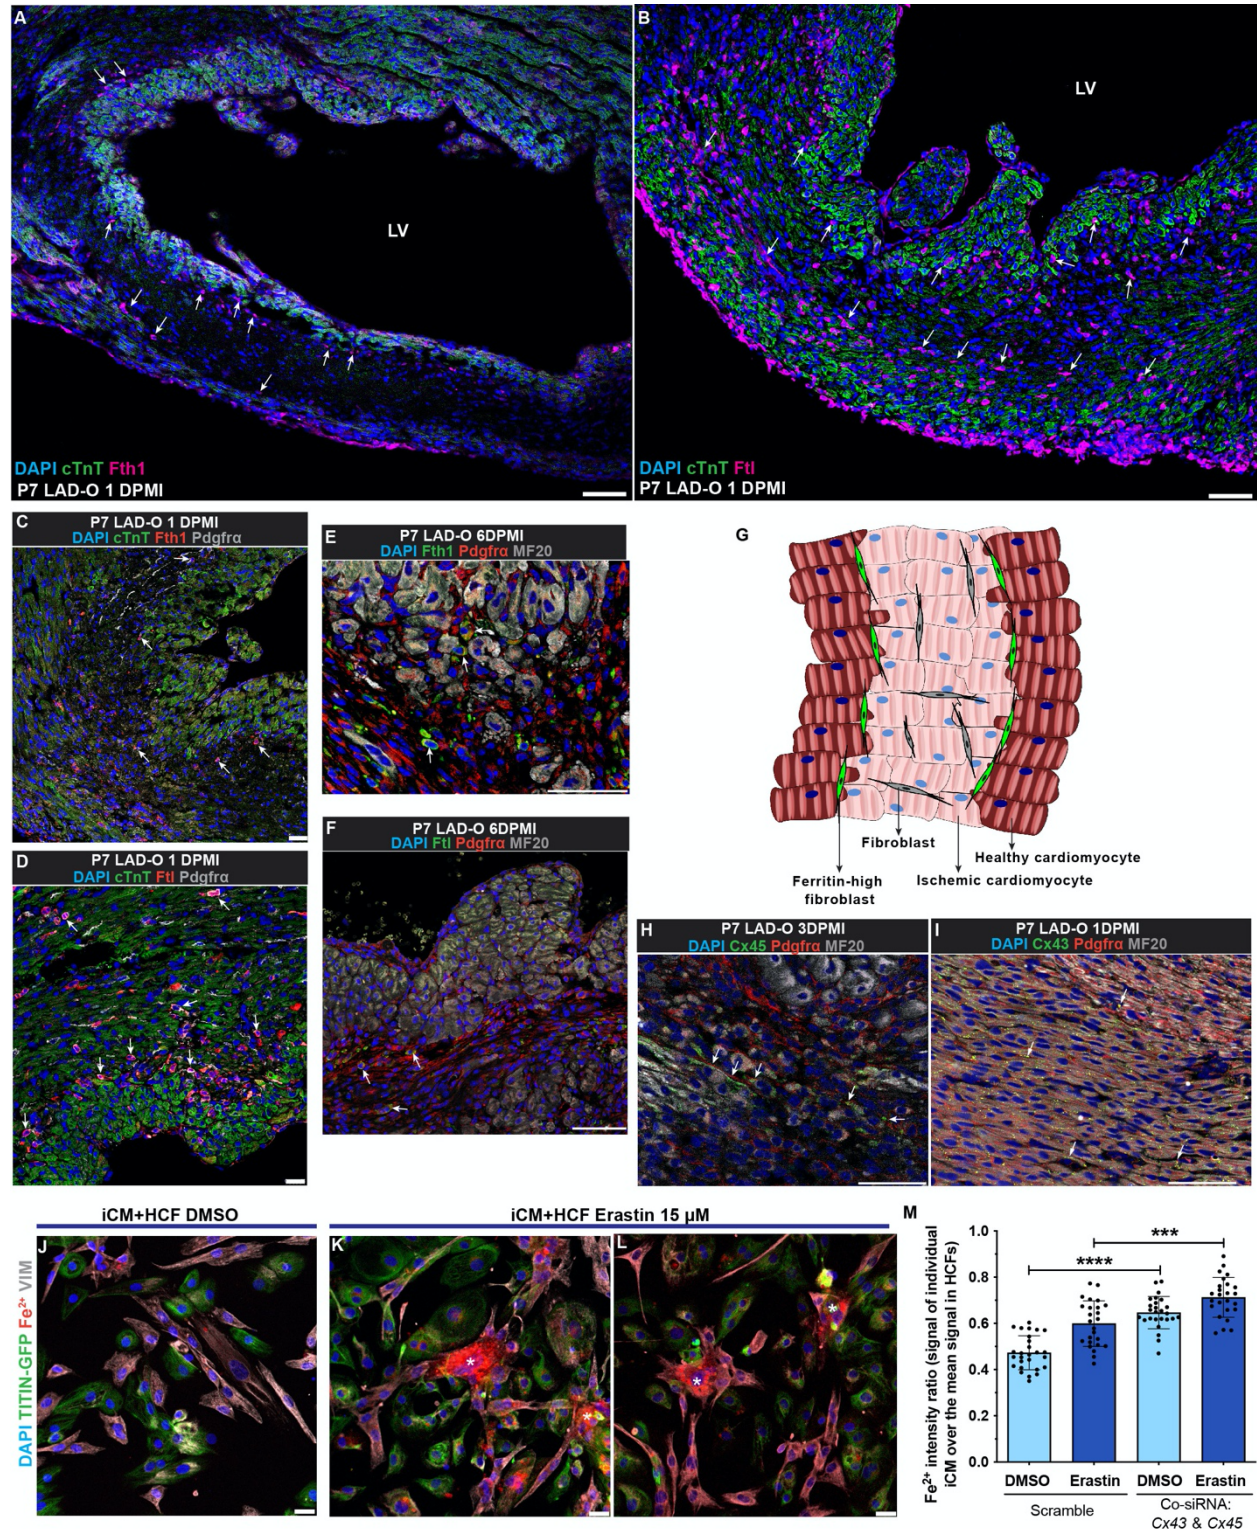 A
B
LV
LV
DAPI cTnT Fth1
P7 LAD-O 1 DPMI
DAPI cTnT Ftl
P7 LAD-O 1 DPMI
C
P7 LAD-O 1 DPMI
DAPI cTnT Fth1 Pdgfrα
D
P7 LAD-O 1 DPMI
DAPI cTnT Ftl Pdgfrα
E
P7 LAD-O 6DPMI
DAPI Fth1 Pdgfrα MF20
F
P7 LAD-O 6DPMI
DAPI Ftl Pdgfrα MF20
G
Fibroblast
Healthy cardiomyocyte
Ferritin-high
fibroblast
Ischemic cardiomyocyte
H
P7 LAD-O 3DPMI
DAPI Cx45 Pdgfrα MF20
I
P7 LAD-O 1DPMI
DAPI Cx43 Pdgfrα MF20
iCM+HCF DMSO
iCM+HCF Erastin 15 µM
DAPI TITIN-GFP Fe²⁺ VIM
J
K
*
*
L
*
*
M
Fe²⁺ intensity ratio (signal of individual
iCM over the mean signal in HCFs)
1.0
0.8
0.6
0.4
0.2
0.0
***
****
DMSO Erastin DMSO Erastin
Scramble
Co-siRNA:
Cx43 & Cx45